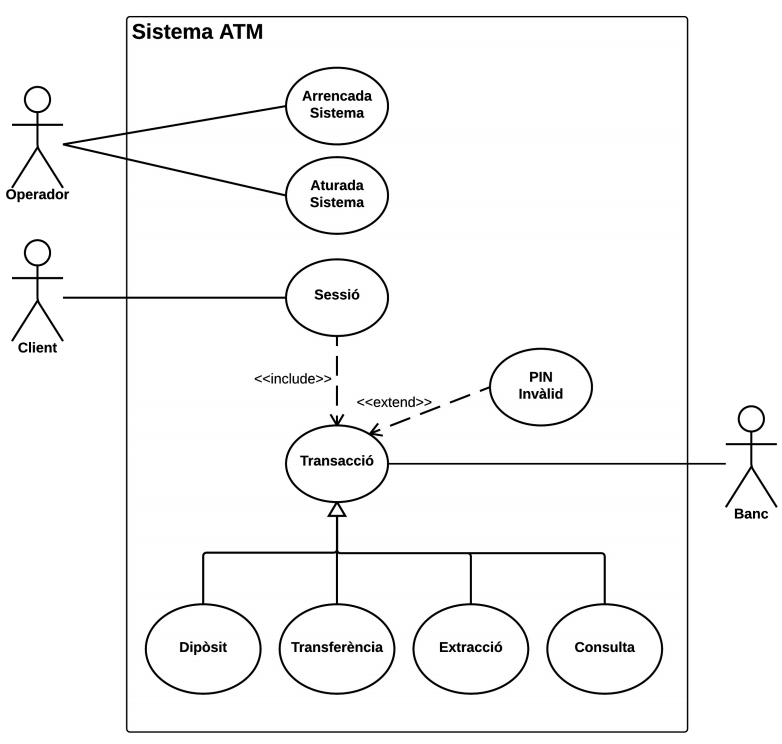 Sistema ATM
Arrencada
Sistema
Operador
Aturada
Sistema
Client
Sessió
<<include>>
<<extend>>
PIN
Invàlid
Transacció
Banc
Dipòsit
Transferència
Extracció
Consulta